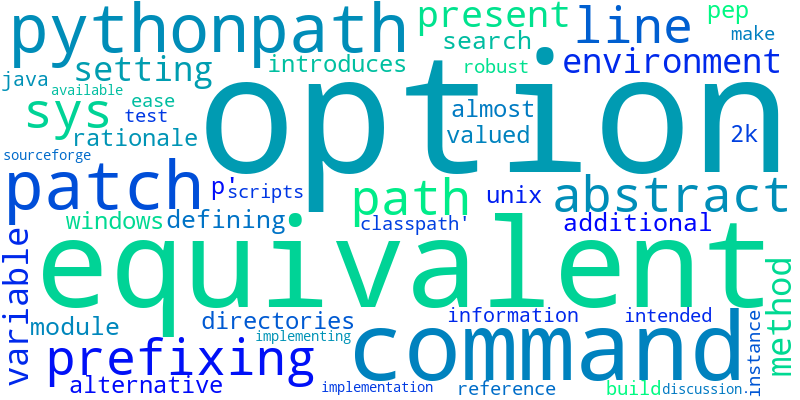 pythonpath
present
line
pep
make
search
java
setting
introduces
robust
environment
available
sys
ease
test
option
almost
valued
2k
rationale
sourceforge
patch
p'
scripts
path
unix
abstract
windows
defining
classpath'
additional
variable
equivalent
method
module
directories
information
intended
instance
implementing
prefixing
command
alternative
implementation
reference
build
discussion.